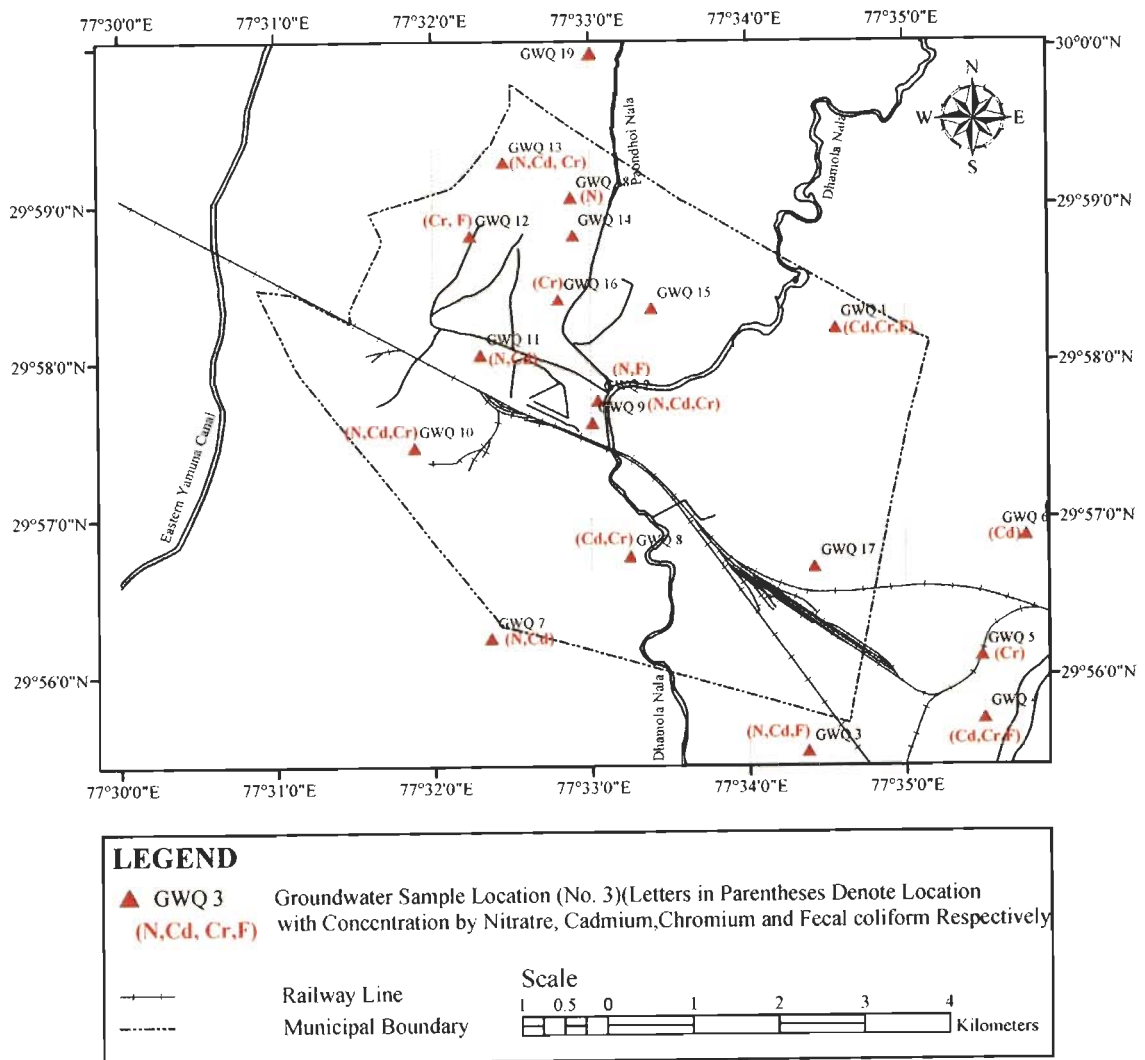 77°30'0"E 77°31'0"E 77°32'0"E 77°33'0"E 77°34'0"E 77°35'0"E
30°0'0"N
GWQ 19
N
W E
S
Paondhoi Nala
Dhamola Nala
GWQ 13
(N,Cd, Cr)
(N)
29°59'0"N 29°59'0"N
(Cr, F) GWQ 12
GWQ 14
(Cr) GWQ 16
GWQ 15
GWQ 1
(Cd,Cr,F)
GWQ 11
29°58'0"N 29°58'0"N
(N,F)
GWQ 9 (N,Cd,Cr)
(N,Cd,Cr) GWQ 10
Eastern Yamuna Canal
29°57'0"N 29°57'0"N
GWQ 6
(Cd)
(Cd,Cr) GWQ 8
GWQ 17
GWQ 7
(N,Cd)
GWQ 5
(Cr)
29°56'0"N 29°56'0"N
Dhamola Nala
GWQ
(Cd,Cr,F)
(N,Cd,F) GWQ 3
77°30'0"E 77°31'0"E 77°32'0"E 77°33'0"E 77°34'0"E 77°35'0"E
LEGEND
GWQ 3 Groundwater Sample Location (No. 3)(Letters in Parentheses Denote Location
(N,Cd, Cr,F) with Concentration by Nitratre, Cadmium,Chromium and Fecal coliform Respectively
Scale
Railway Line
1 0.5 0 1 2 3 4
Kilometers
Municipal Boundary